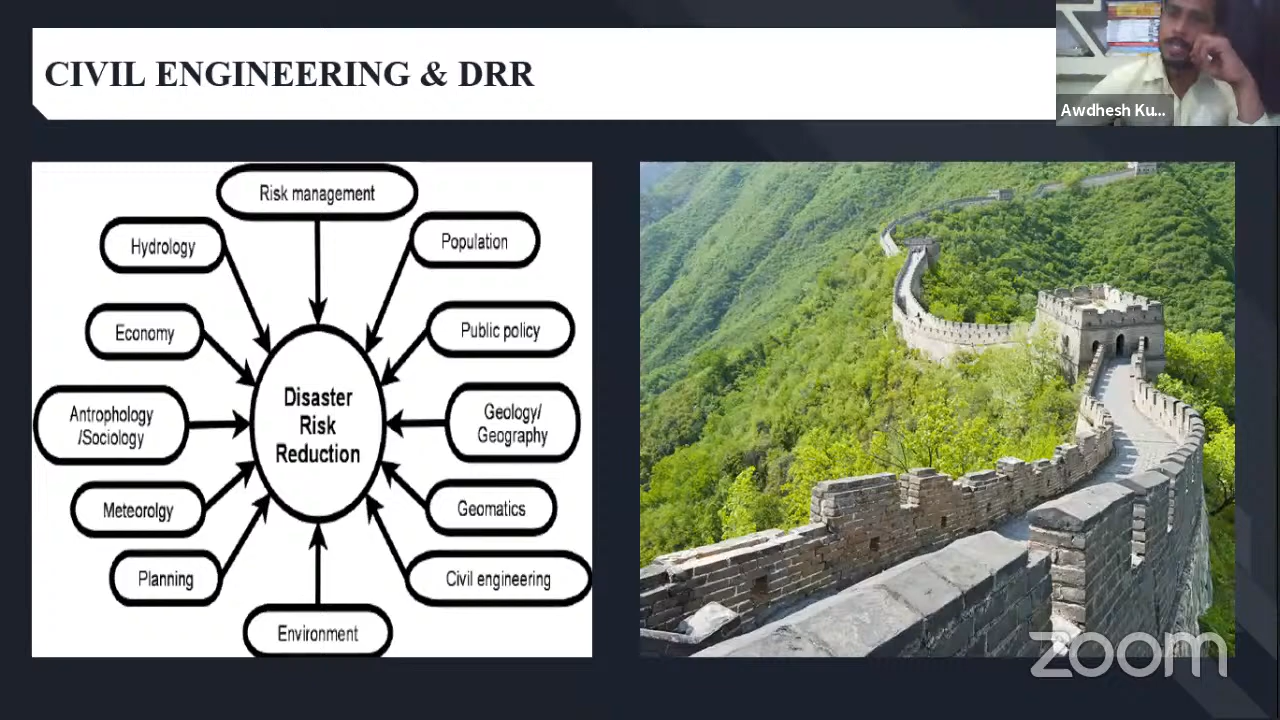 CIVIL ENGINEERING & DRR
Awdhesh Ku...
Risk management
Hydrology
Population
Economy
Public policy
Antrophology
/Sociology
Disaster
Risk
Reduction
Geology/
Geography
Meteorolgy
Geomatics
Planning
Civil engineering
Environment
zoom